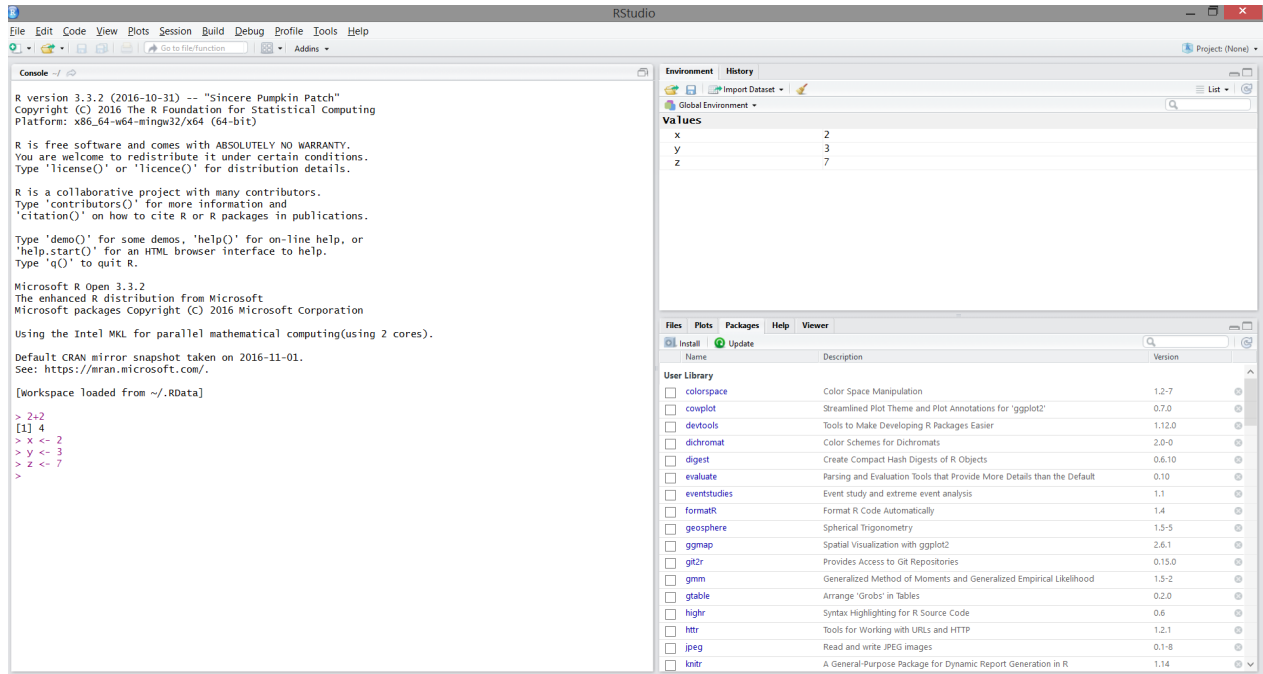 RStudio
File Edit Code View Plots Session Build Debug Profile Tools Help
Go to file/function Addins Project: (None)
Console ~/
R version 3.3.2 (2016-10-31) -- "Sincere Pumpkin Patch"
Copyright (C) 2016 The R Foundation for Statistical Computing
Platform: x86_64-w64-mingw32/x64 (64-bit)
R is free software and comes with ABSOLUTELY NO WARRANTY.
You are welcome to redistribute it under certain conditions.
Type 'license()' or 'licence()' for distribution details.
R is a collaborative project with many contributors.
Type 'contributors()' for more information and
'citation()' on how to cite R or R packages in publications.
Type 'demo()' for some demos, 'help()' for on-line help, or
'help.start()' for an HTML browser interface to help.
Type 'q()' to quit R.
Microsoft R Open 3.3.2
The enhanced R distribution from Microsoft
Microsoft packages Copyright (C) 2016 Microsoft Corporation
Using the Intel MKL for parallel mathematical computing(using 2 cores).
Default CRAN mirror snapshot taken on 2016-11-01.
See: https://mran.microsoft.com/.
[Workspace loaded from ~/.RData]
> 2+2
[1] 4
> x <- 2
> y <- 3
> z <- 7
>
Environment History
Import Dataset List
Global Environment
Values
x 2
y 3
z 7
Files Plots Packages Help Viewer
Install Update
Name Description Version
User Library
colorspace Color Space Manipulation 1.2-7
cowplot Streamlined Plot Theme and Plot Annotations for 'ggplot2' 0.7.0
devtools Tools to Make Developing R Packages Easier 1.12.0
dichromat Color Schemes for Dichromats 2.0-0
digest Create Compact Hash Digests of R Objects 0.6.10
evaluate Parsing and Evaluation Tools that Provide More Details than the Default 0.10
eventstudies Event study and extreme event analysis 1.1
formatR Format R Code Automatically 1.4
geosphere Spherical Trigonometry 1.5-5
ggmap Spatial Visualization with ggplot2 2.6.1
git2r Provides Access to Git Repositories 0.15.0
gmm Generalized Method of Moments and Generalized Empirical Likelihood 1.5-2
gtable Arrange 'Grobs' in Tables 0.2.0
highr Syntax Highlighting for R Source Code 0.6
httr Tools for Working with URLs and HTTP 1.2.1
jpeg Read and write JPEG images 0.1-8
knitr A General-Purpose Package for Dynamic Report Generation in R 1.14